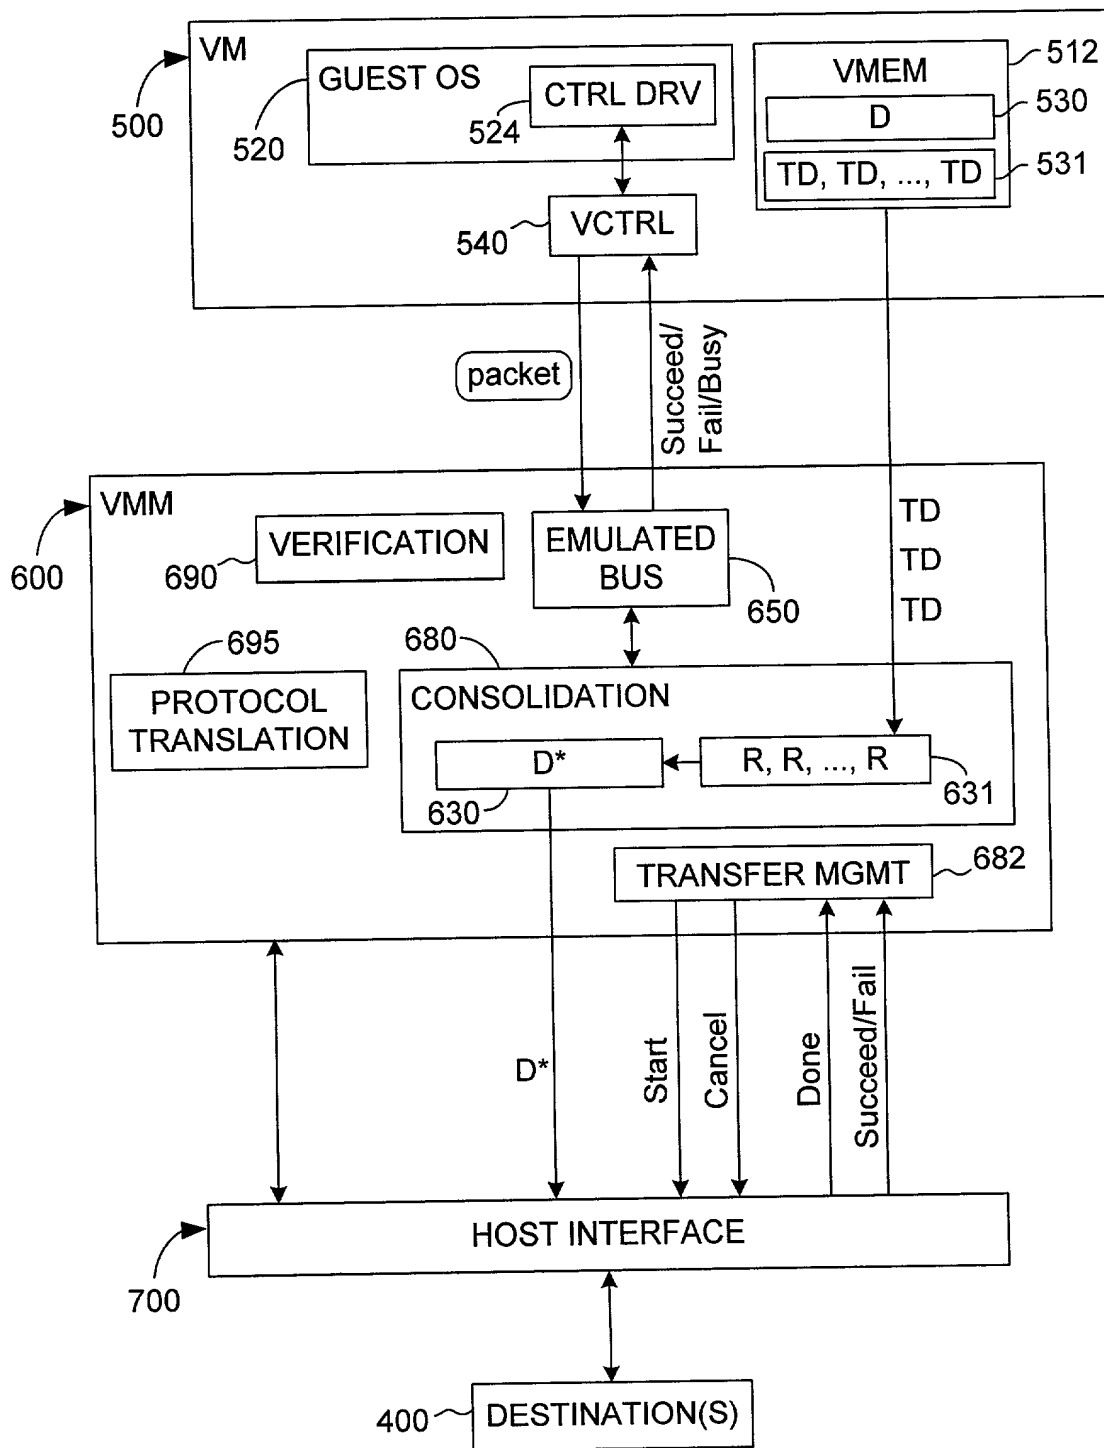 VM
500
GUEST OS
520
CTRL DRV
524
VMEM
512
D
530
TD, TD, ..., TD
531
VCTRL
540
packet
Succeed/
Fail/Busy
VMM
600
VERIFICATION
690
EMULATED
BUS
650
TD
TD
TD
695
PROTOCOL
TRANSLATION
680
CONSOLIDATION
D*
630
R, R, ..., R
631
TRANSFER MGMT
682
D*
Start
Cancel
Done
Succeed/Fail
HOST INTERFACE
700
DESTINATION(S)
400